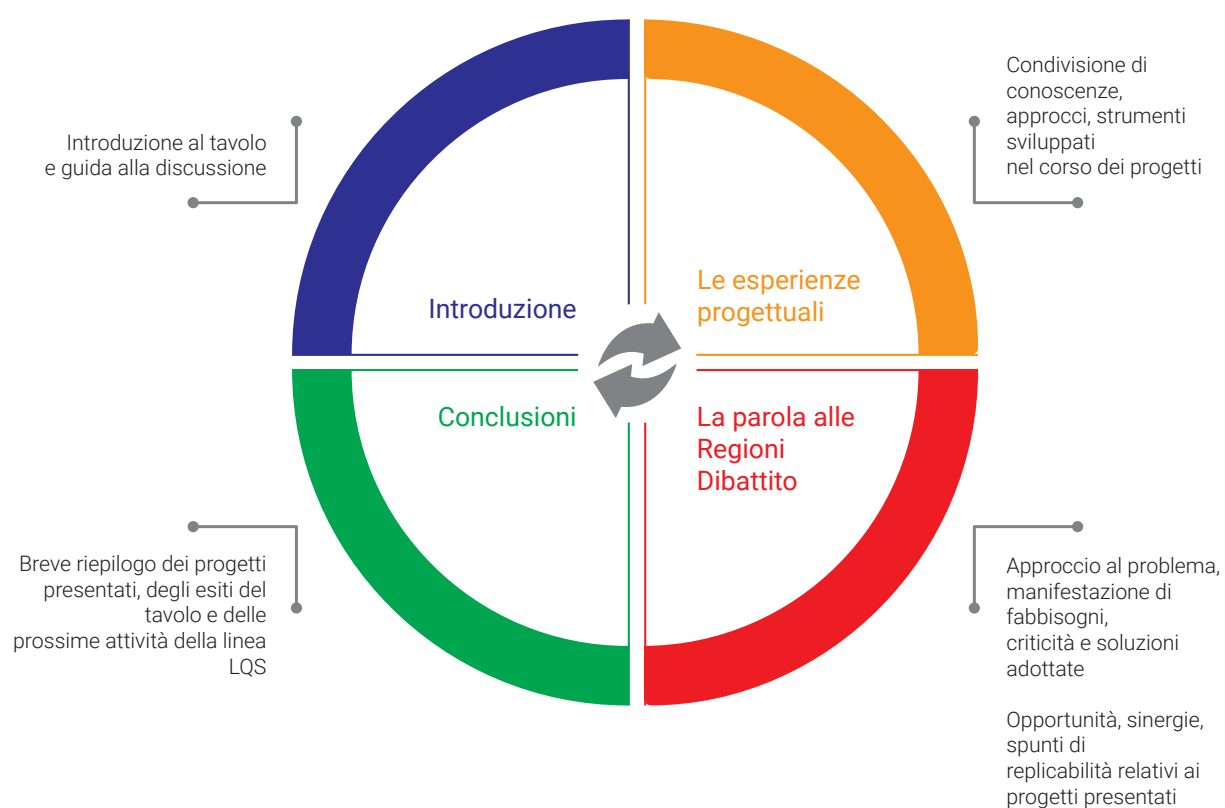 Introduzione al tavolo
e guida alla discussione
Introduzione
Le esperienze
progettuali
Condivisione di
conoscenze,
approcci, strumenti
sviluppati
nel corso dei progetti
Conclusioni
Breve riepilogo dei progetti
presentati, degli esiti del
tavolo e delle
prossime attività della linea
LQS
La parola alle
Regioni
Dibattito
Approccio al problema,
manifestazione di
fabbisogni,
criticità e soluzioni
adottate
Opportunità, sinergie,
spunti di
replicabilità relativi ai
progetti presentati